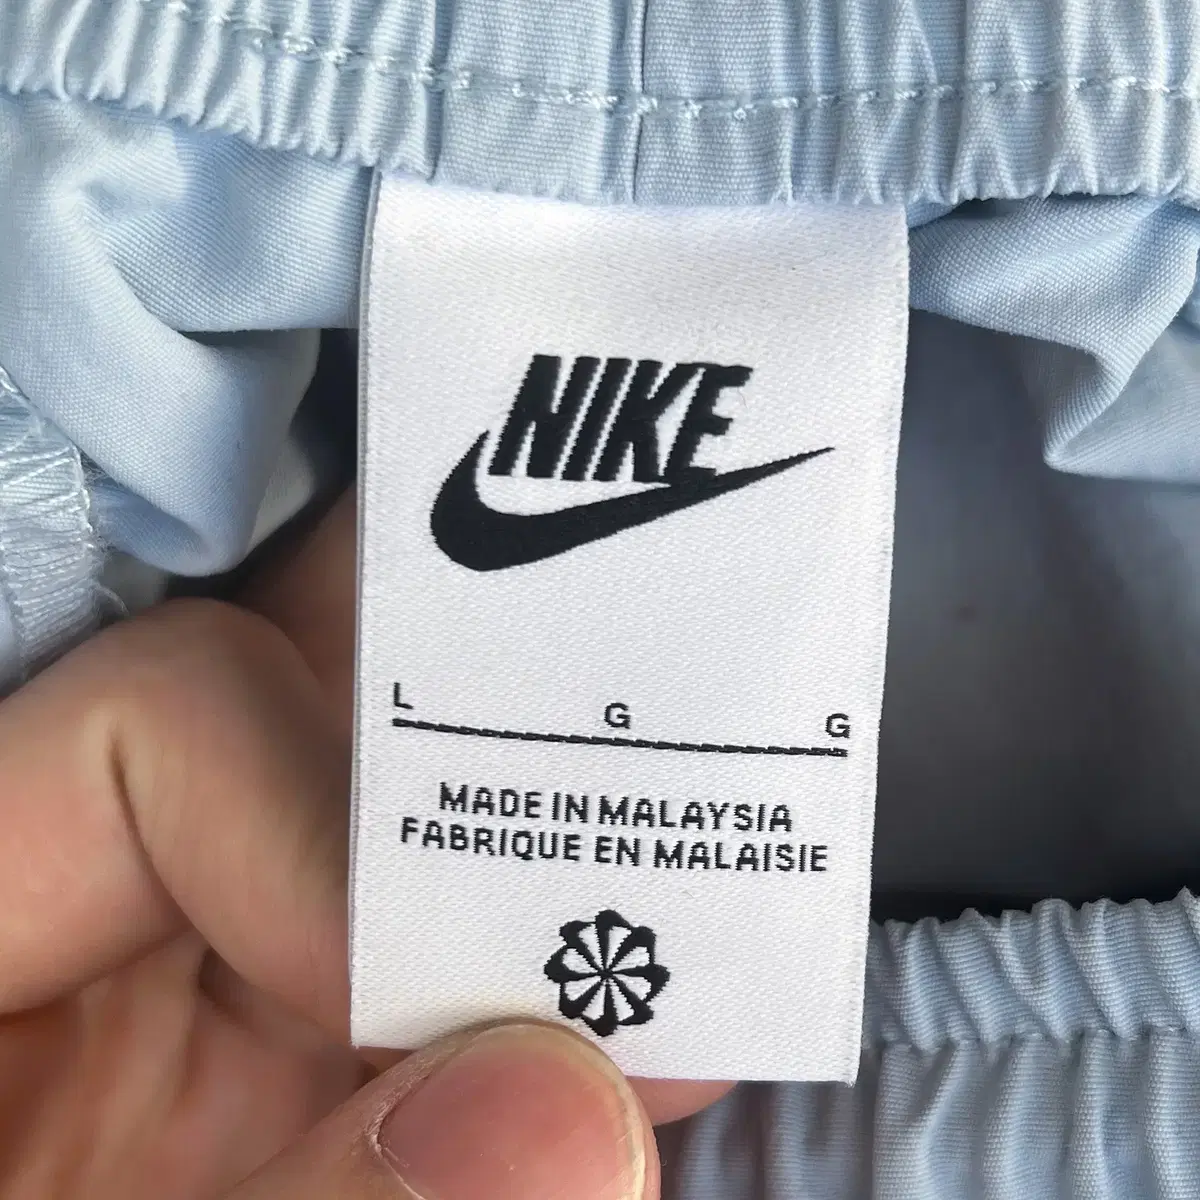 NIKE
L G G
MADE IN MALAYSIA
FABRIQUE EN MALAISIE